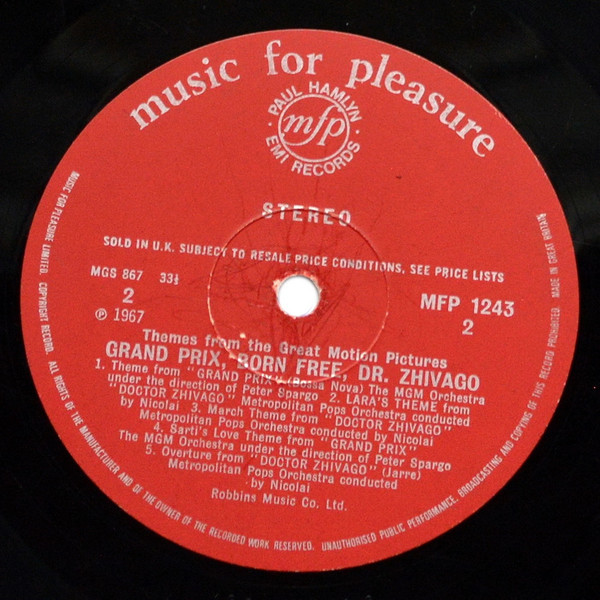 music for pleasure
PAUL HAMLYN
mfp
EMI RECORDS
STEREO
SOLD IN U.K. SUBJECT TO RESALE PRICE CONDITIONS, SEE PRICE LISTS
MGS 867 33⅓
2
℗ 1967
MFP 1243
2
Themes from the Great Motion Pictures
GRAND PRIX, BORN FREE, DR. ZHIVAGO
1. Theme from "GRAND PRIX" (Bossa Nova) The MGM Orchestra
under the direction of Peter Spargo 2. LARA'S THEME from
"DOCTOR ZHIVAGO" Metropolitan Pops Orchestra conducted
by Nicolai 3. March Theme from "DOCTOR ZHIVAGO"
Metropolitan Pops Orchestra conducted by Nicolai
4. Sarti's Love Theme from "GRAND PRIX"
The MGM Orchestra under the direction of Peter Spargo
5. Overture from "DOCTOR ZHIVAGO" (Jarre)
Metropolitan Pops Orchestra conducted
by Nicolai
Robbins Music Co. Ltd.
MUSIC FOR PLEASURE LIMITED. COPYRIGHT RECORD. ALL RIGHTS OF THE MANUFACTURER AND OF THE OWNER OF THE RECORDED WORK RESERVED. UNAUTHORISED PUBLIC PERFORMANCE, BROADCASTING AND COPYING OF THIS RECORD PROHIBITED. MADE IN GREAT BRITAIN